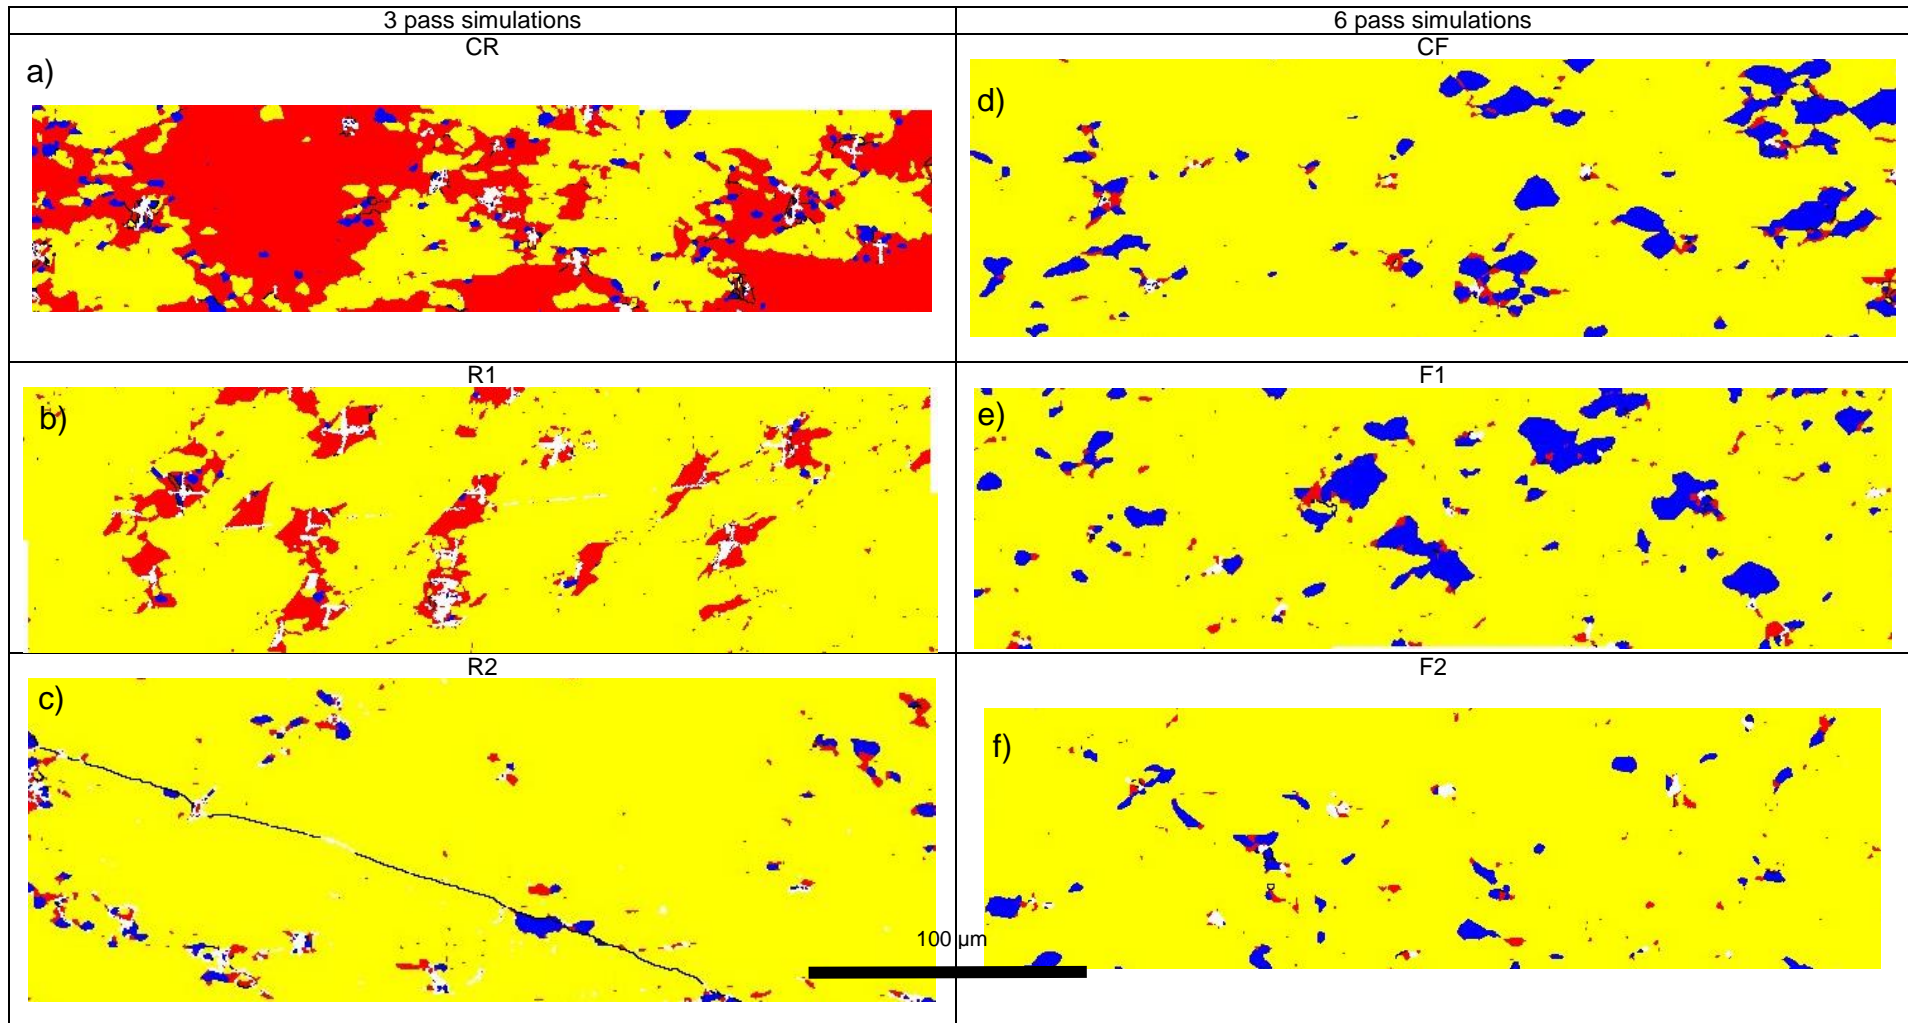 3 pass simulations
6 pass simulations
CR
CF
a)
d)
R1
F1
b)
e)
R2
F2
c)
f)
100 µm